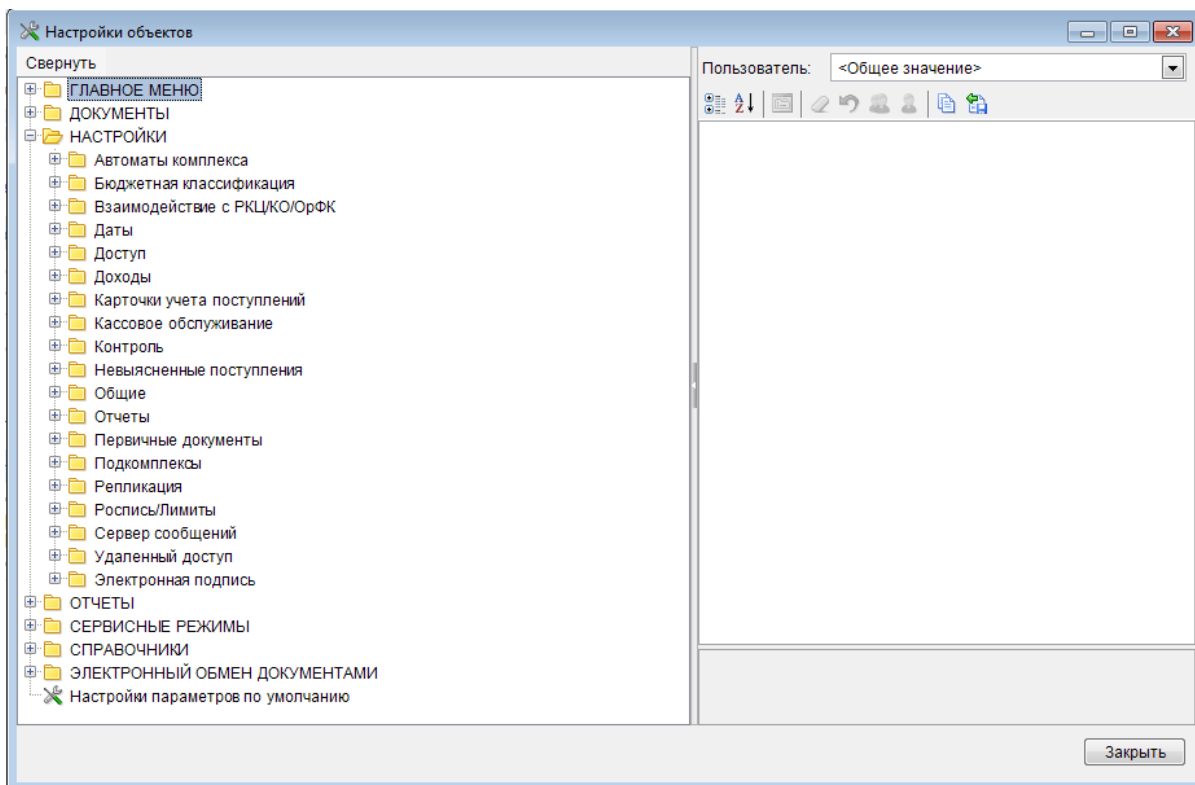 Настройки объектов
Свернуть
Пользователь: <Общее значение>
ГЛАВНОЕ МЕНЮ
ДОКУМЕНТЫ
НАСТРОЙКИ
Автоматы комплекса
Бюджетная классификация
Взаимодействие с РКЦ/КО/ОрФК
Даты
Доступ
Доходы
Карточки учета поступлений
Кассовое обслуживание
Контроль
Невыясненные поступления
Общие
Отчеты
Первичные документы
Подкомплексы
Репликация
Роспись/Лимиты
Сервер сообщений
Удаленный доступ
Электронная подпись
ОТЧЕТЫ
СЕРВИСНЫЕ РЕЖИМЫ
СПРАВОЧНИКИ
ЭЛЕКТРОННЫЙ ОБМЕН ДОКУМЕНТАМИ
Настройки параметров по умолчанию
Закрыть